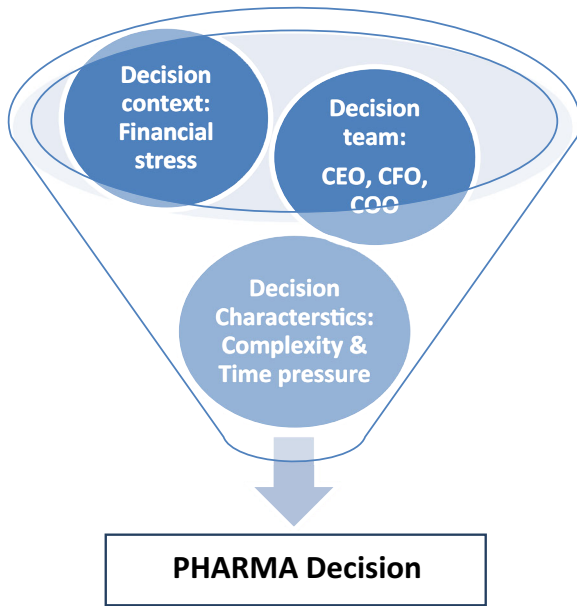 Decision
context:
Financial
stress
Decision
team:
CEO, CFO,
COO
Decision
Characterstics:
Complexity &
Time pressure
PHARMA Decision